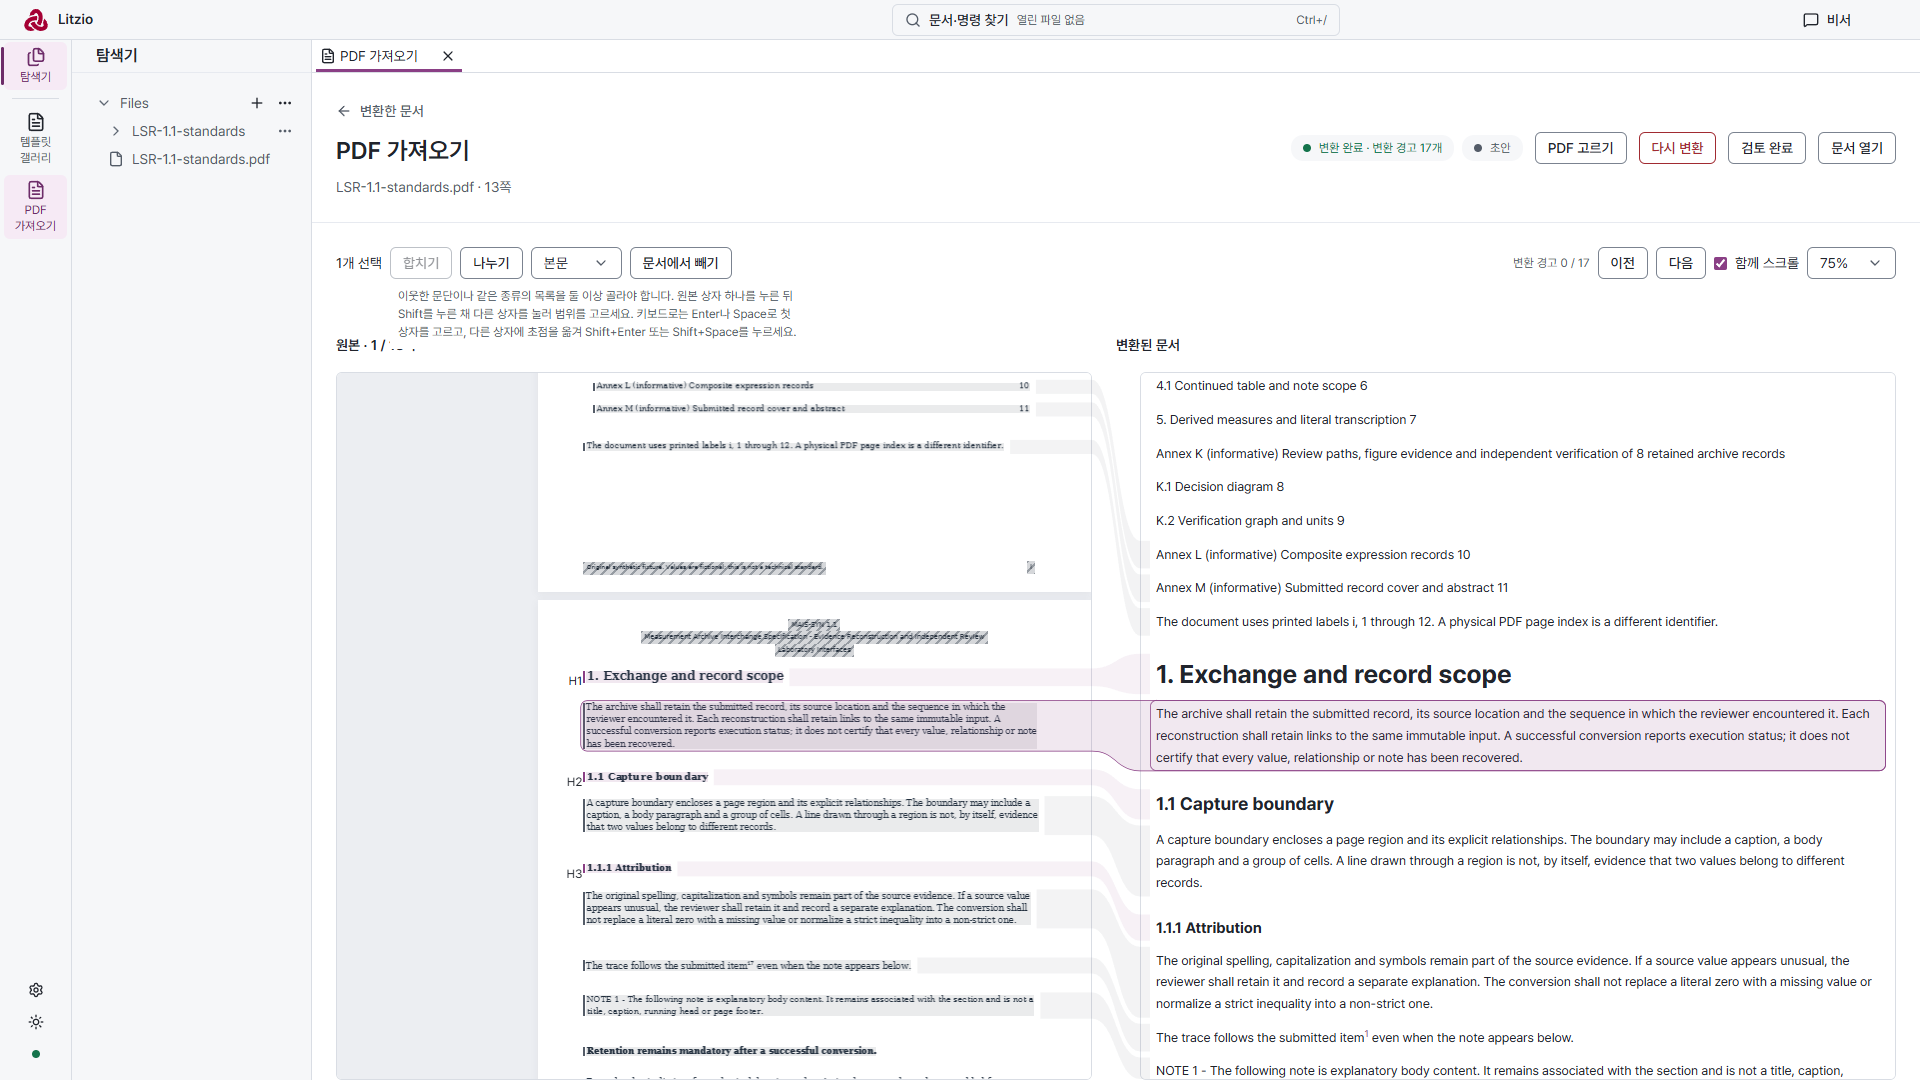 Litzio
문서·명령 찾기 열린 파일 없음 Ctrl+/
비서
탐색기
템플릿
갤러리
PDF
가져오기
탐색기
Files
LSR-1.1-standards
LSR-1.1-standards.pdf
PDF 가져오기
변환한 문서
PDF 가져오기
LSR-1.1-standards.pdf · 13쪽
변환 완료 · 변환 경고 17개
초안
PDF 고르기
다시 변환
검토 완료
문서 열기
1개 선택
합치기
나누기
본문
문서에서 빼기
변환 경고 0 / 17
이전
다음
함께 스크롤
75%
이웃한 문단이나 같은 종류의 목록을 둘 이상 골라야 합니다. 원본 상자 하나를 누른 뒤
Shift를 누른 채 다른 상자를 눌러 범위를 고르세요. 키보드로는 Enter나 Space로 첫
상자를 고르고, 다른 상자에 초점을 옮겨 Shift+Enter 또는 Shift+Space를 누르세요.
원본 · 1 /
Annex L (informative) Composite expression records 10
Annex M (informative) Submitted record cover and abstract 11
The document uses printed labels i, 1 through 12. A physical PDF page index is a different identifier.
Original synthetic fixture. Values are fictional; this is not a technical standard.
MAIS-SYN 1.1
Measurement Archive Interchange Specification - Evidence Reconstruction and Independent Review
Laboratory Interfaces
H1 1. Exchange and record scope
The archive shall retain the submitted record, its source location and the sequence in which the
reviewer encountered it. Each reconstruction shall retain links to the same immutable input. A
successful conversion reports execution status; it does not certify that every value, relationship or note
has been recovered.
H2 1.1 Capture boundary
A capture boundary encloses a page region and its explicit relationships. The boundary may include a
caption, a body paragraph and a group of cells. A line drawn through a region is not, by itself, evidence
that two values belong to different records.
H3 1.1.1 Attribution
The original spelling, capitalization and symbols remain part of the source evidence. If a source value
appears unusual, the reviewer shall retain it and record a separate explanation. The conversion shall
not replace a literal zero with a missing value or normalize a strict inequality into a non-strict one.
The trace follows the submitted item even when the note appears below.
NOTE 1 - The following note is explanatory body content. It remains associated with the section and is not a
title, caption, running head or page footer.
Retention remains mandatory after a successful conversion.
변환된 문서
4.1 Continued table and note scope 6
5. Derived measures and literal transcription 7
Annex K (informative) Review paths, figure evidence and independent verification of 8 retained archive records
K.1 Decision diagram 8
K.2 Verification graph and units 9
Annex L (informative) Composite expression records 10
Annex M (informative) Submitted record cover and abstract 11
The document uses printed labels i, 1 through 12. A physical PDF page index is a different identifier.
1. Exchange and record scope
The archive shall retain the submitted record, its source location and the sequence in which the reviewer encountered it. Each
reconstruction shall retain links to the same immutable input. A successful conversion reports execution status; it does not
certify that every value, relationship or note has been recovered.
1.1 Capture boundary
A capture boundary encloses a page region and its explicit relationships. The boundary may include a caption, a body
paragraph and a group of cells. A line drawn through a region is not, by itself, evidence that two values belong to different
records.
1.1.1 Attribution
The original spelling, capitalization and symbols remain part of the source evidence. If a source value appears unusual, the
reviewer shall retain it and record a separate explanation. The conversion shall not replace a literal zero with a missing value or
normalize a strict inequality into a non-strict one.
The trace follows the submitted item1 even when the note appears below.
NOTE 1 - The following note is explanatory body content. It remains associated with the section and is not a title, caption,